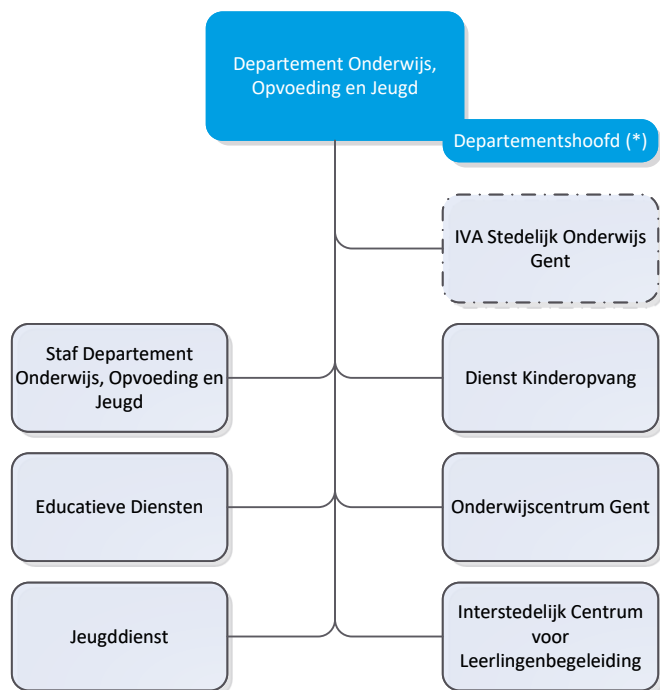 Departement Onderwijs,
Opvoeding en Jeugd
Departementshoofd (*)
IVA Stedelijk Onderwijs
Gent
Staf Departement
Onderwijs, Opvoeding en
Jeugd
Dienst Kinderopvang
Educatieve Diensten
Onderwijscentrum Gent
Jeugddienst
Interstedelijk Centrum
voor
Leerlingenbegeleiding